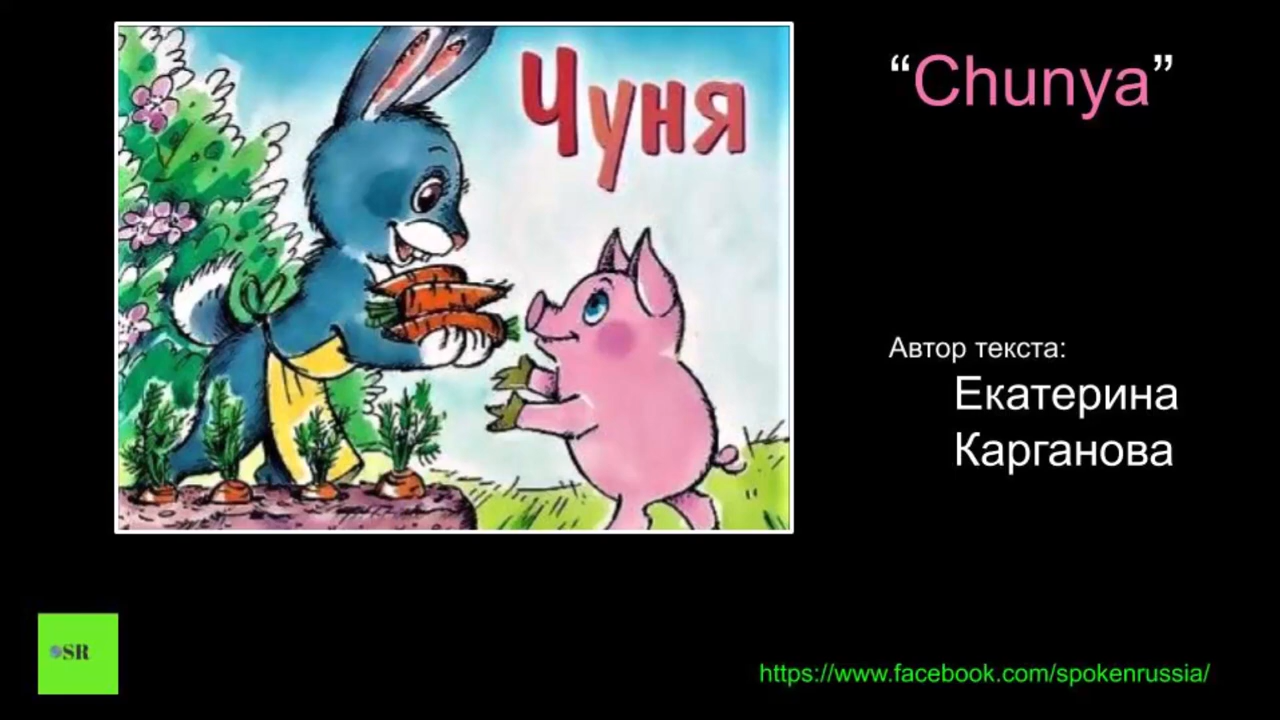 Чуня
“Chunya”
Автор текста:
Екатерина
Карганова
SR
https://www.facebook.com/spokenrussia/